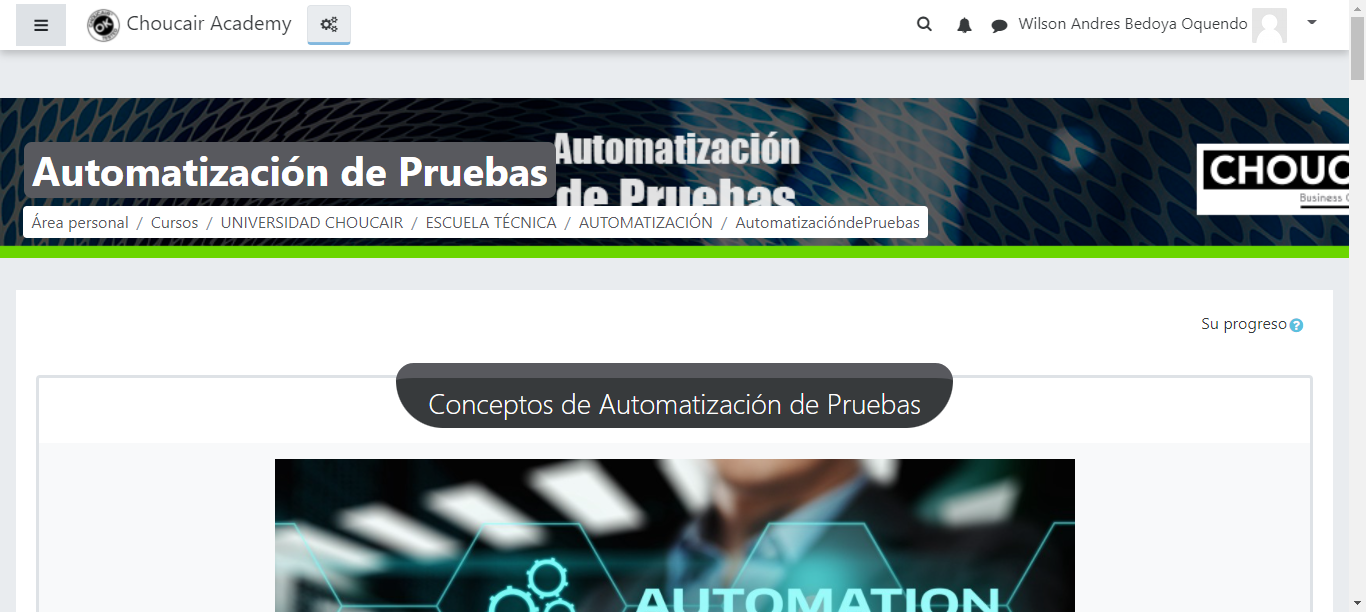 Choucair Academy
Wilson Andres Bedoya Oquendo
Automatización
de Pruebas
Automatización de Pruebas
CHOUC
Business
Área personal / Cursos / UNIVERSIDAD CHOUCAIR / ESCUELA TÉCNICA / AUTOMATIZACIÓN / AutomatizacióndePruebas
Su progreso
Conceptos de Automatización de Pruebas
AUTOMATION